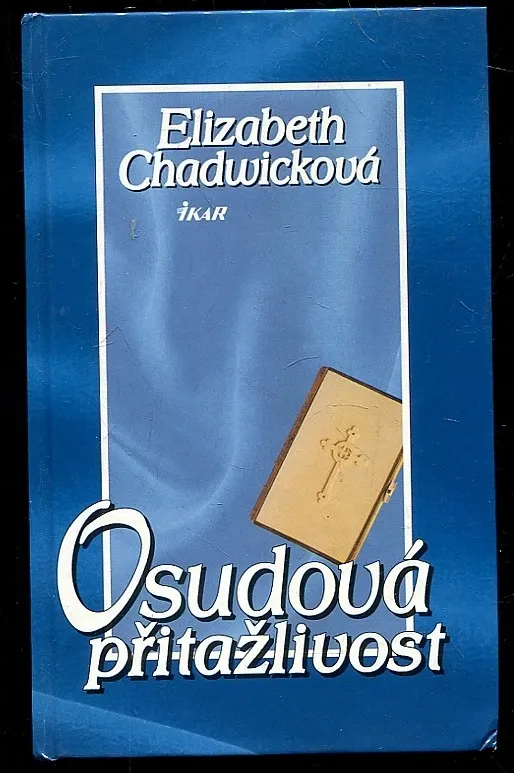 Elizabeth
Chadwicková
IKAR
Osudová
přitažlivost